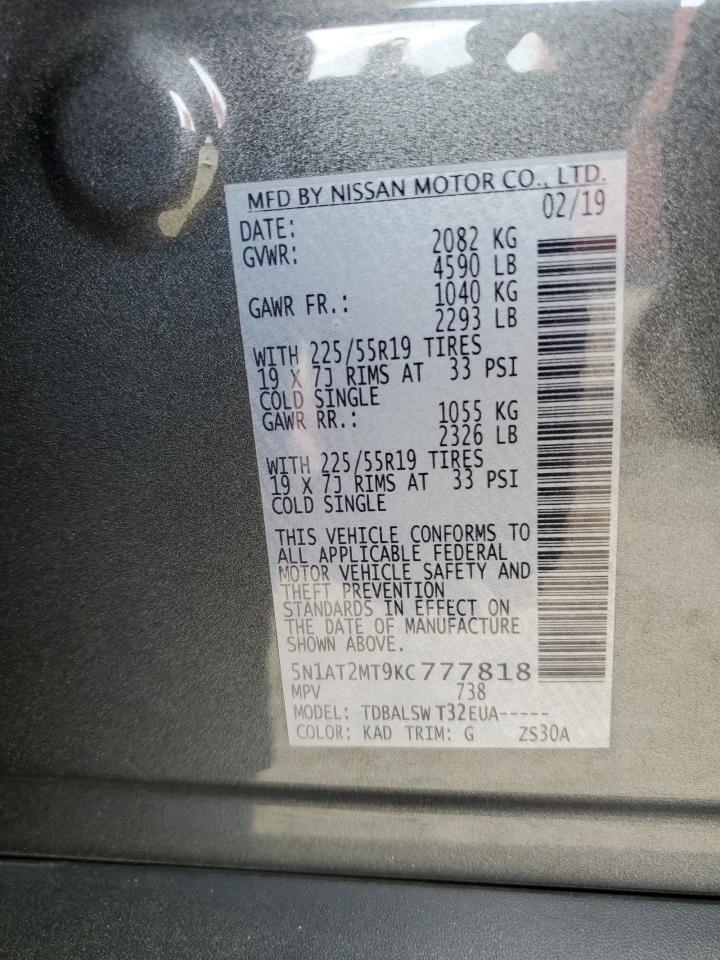 MFD BY NISSAN MOTOR CO., LTD.
DATE: 02/19
GVWR: 2082 KG
4590 LB
GAWR FR.: 1040 KG
2293 LB
WITH 225/55R19 TIRES
19 X 7J RIMS AT 33 PSI
COLD SINGLE
GAWR RR.: 1055 KG
2326 LB
WITH 225/55R19 TIRES
19 X 7J RIMS AT 33 PSI
COLD SINGLE
THIS VEHICLE CONFORMS TO
ALL APPLICABLE FEDERAL
MOTOR VEHICLE SAFETY AND
THEFT PREVENTION
STANDARDS IN EFFECT ON
THE DATE OF MANUFACTURE
SHOWN ABOVE.
5N1AT2MT9KC777818
MPV 738
MODEL: TDBALSW T32EUA-----
COLOR: KAD TRIM: G ZS30A